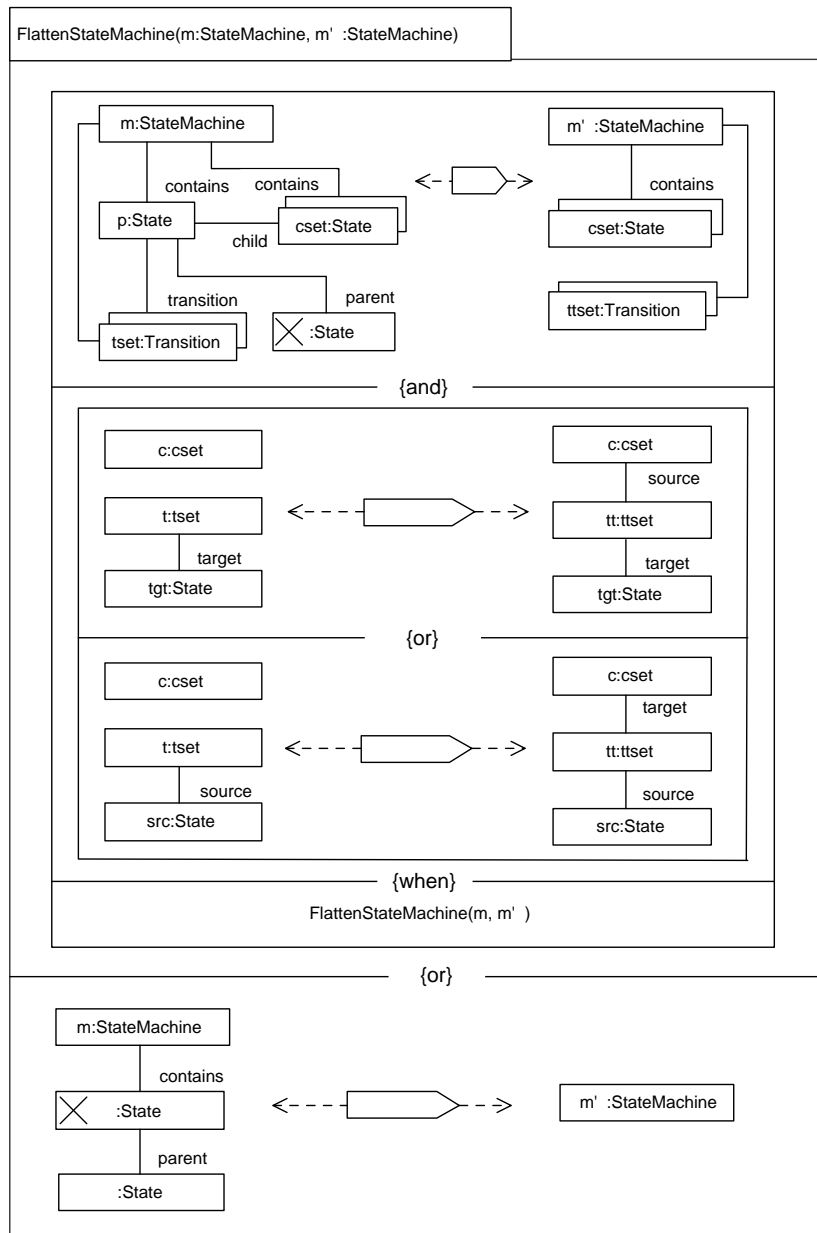 FlattenStateMachine(m:StateMachine, m' :StateMachine)
m:StateMachine
m' :StateMachine
contains
contains
contains
p:State
cset:State
cset:State
child
transition
parent
tset:Transition
:State
ttset:Transition
{and}
c:cset
c:cset
source
t:tset
tt:ttset
target
target
tgt:State
tgt:State
{or}
c:cset
c:cset
target
t:tset
tt:ttset
source
source
src:State
src:State
{when}
FlattenStateMachine(m, m' )
{or}
m:StateMachine
contains
:State
m' :StateMachine
parent
:State